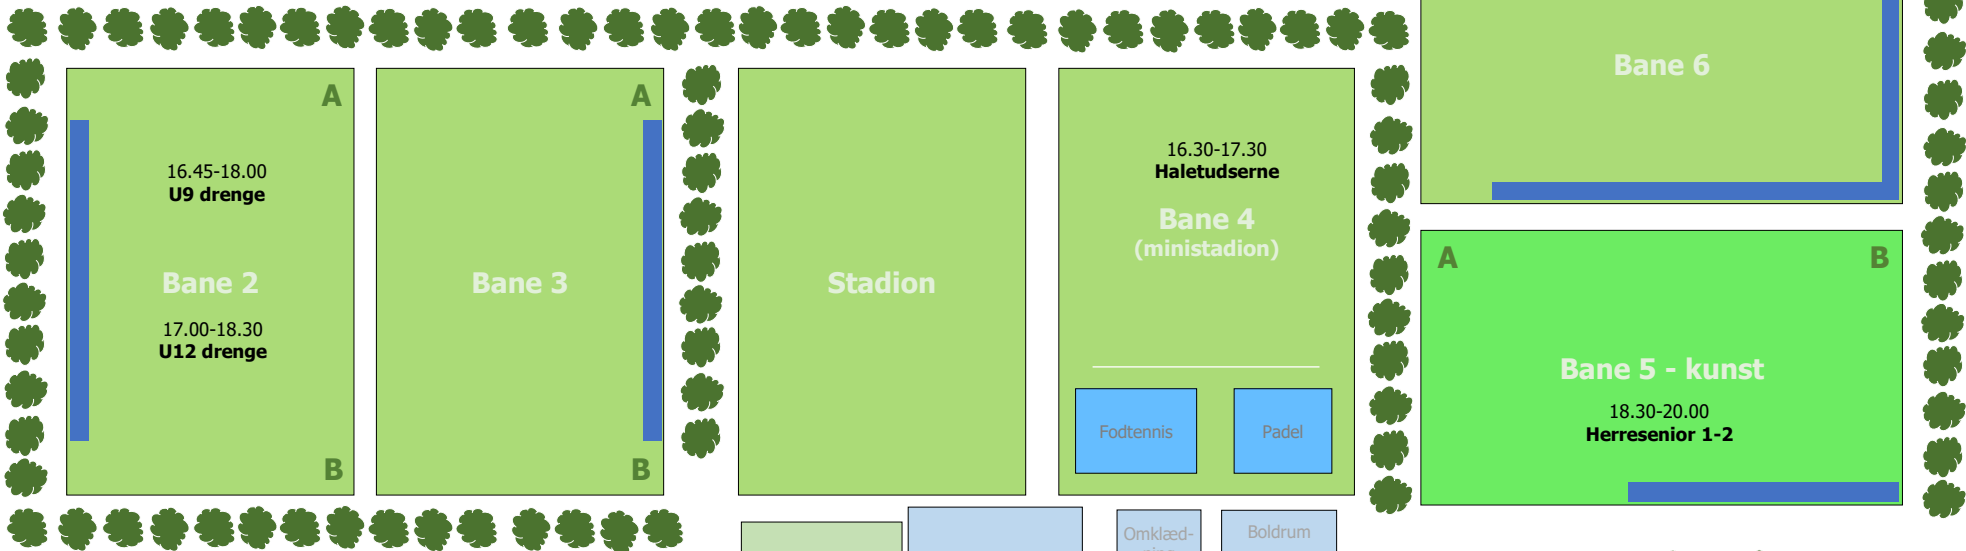 A
16.45-18.00
U9 drenge
Bane 2
17.00-18.30
U12 drenge
B
A
Bane 3
B
Stadion
16.30-17.30
Haletudserne
Bane 4
(ministadion)
Fodtennis
Padel
Bane 6
A
B
Bane 5 - kunst
18.30-20.00
Herresenior 1-2
Omklæd-
Boldrum